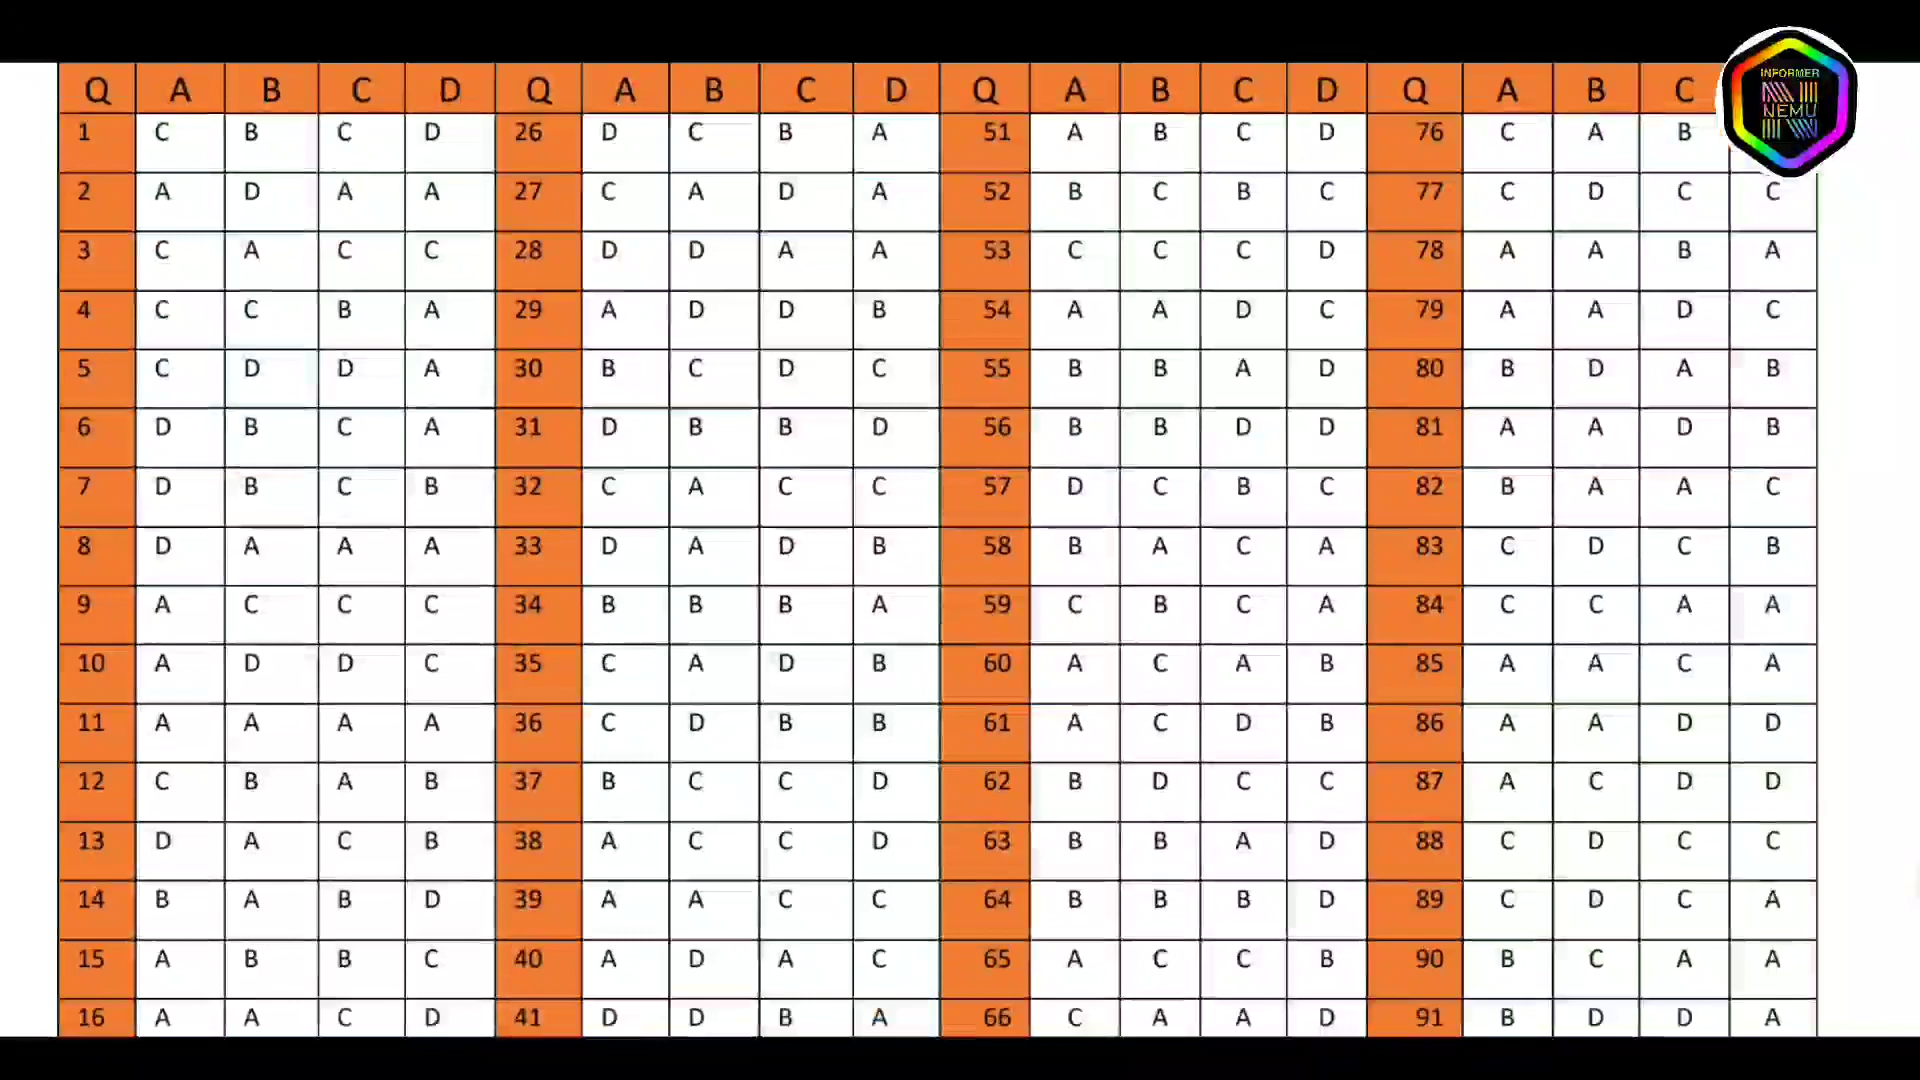 Q A B C D Q A B C D Q A B C D Q A B C
INFORMER
NEMU
1 C B C D 26 D C B A 51 A B C D 76 C A B
2 A D A A 27 C A D A 52 B C B C 77 C D C C
3 C A C C 28 D D A A 53 C C C D 78 A A B A
4 C C B A 29 A D D B 54 A A D C 79 A A D C
5 C D D A 30 B C D C 55 B B A D 80 B D A B
6 D B C A 31 D B B D 56 B B D D 81 A A D B
7 D B C B 32 C A C C 57 D C B C 82 B A A C
8 D A A A 33 D A D B 58 B A C A 83 C D C B
9 A C C C 34 B B B A 59 C B C A 84 C C A A
10 A D D C 35 C A D B 60 A C A B 85 A A C A
11 A A A A 36 C D B B 61 A C D B 86 A A D D
12 C B A B 37 B C C D 62 B D C C 87 A C D D
13 D A C B 38 A C C D 63 B B A D 88 C D C C
14 B A B D 39 A A C C 64 B B B D 89 C D C A
15 A B B C 40 A D A C 65 A C C B 90 B C A A
16 A A C D 41 D D B A 66 C A A D 91 B D D A